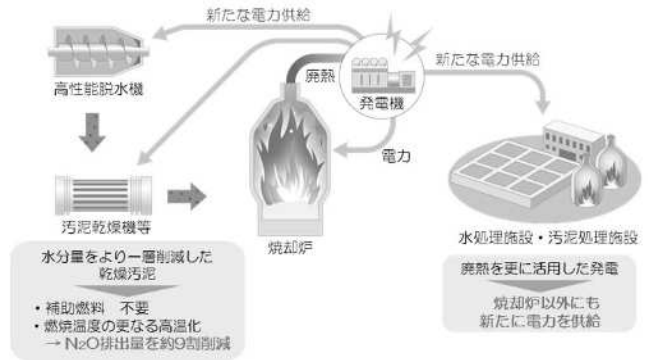 新たな電力供給
高性能脱水機
廃熱
発電機
新たな電力供給
電力
汚泥乾燥機等
焼却炉
水処理施設・汚泥処理施設
水分量をより一層削減した
乾燥汚泥
・補助燃料 不要
・燃焼温度の更なる高温化
→ N₂O排出量を約9割削減
廃熱を更に活用した発電
焼却炉以外にも
新たに電力を供給